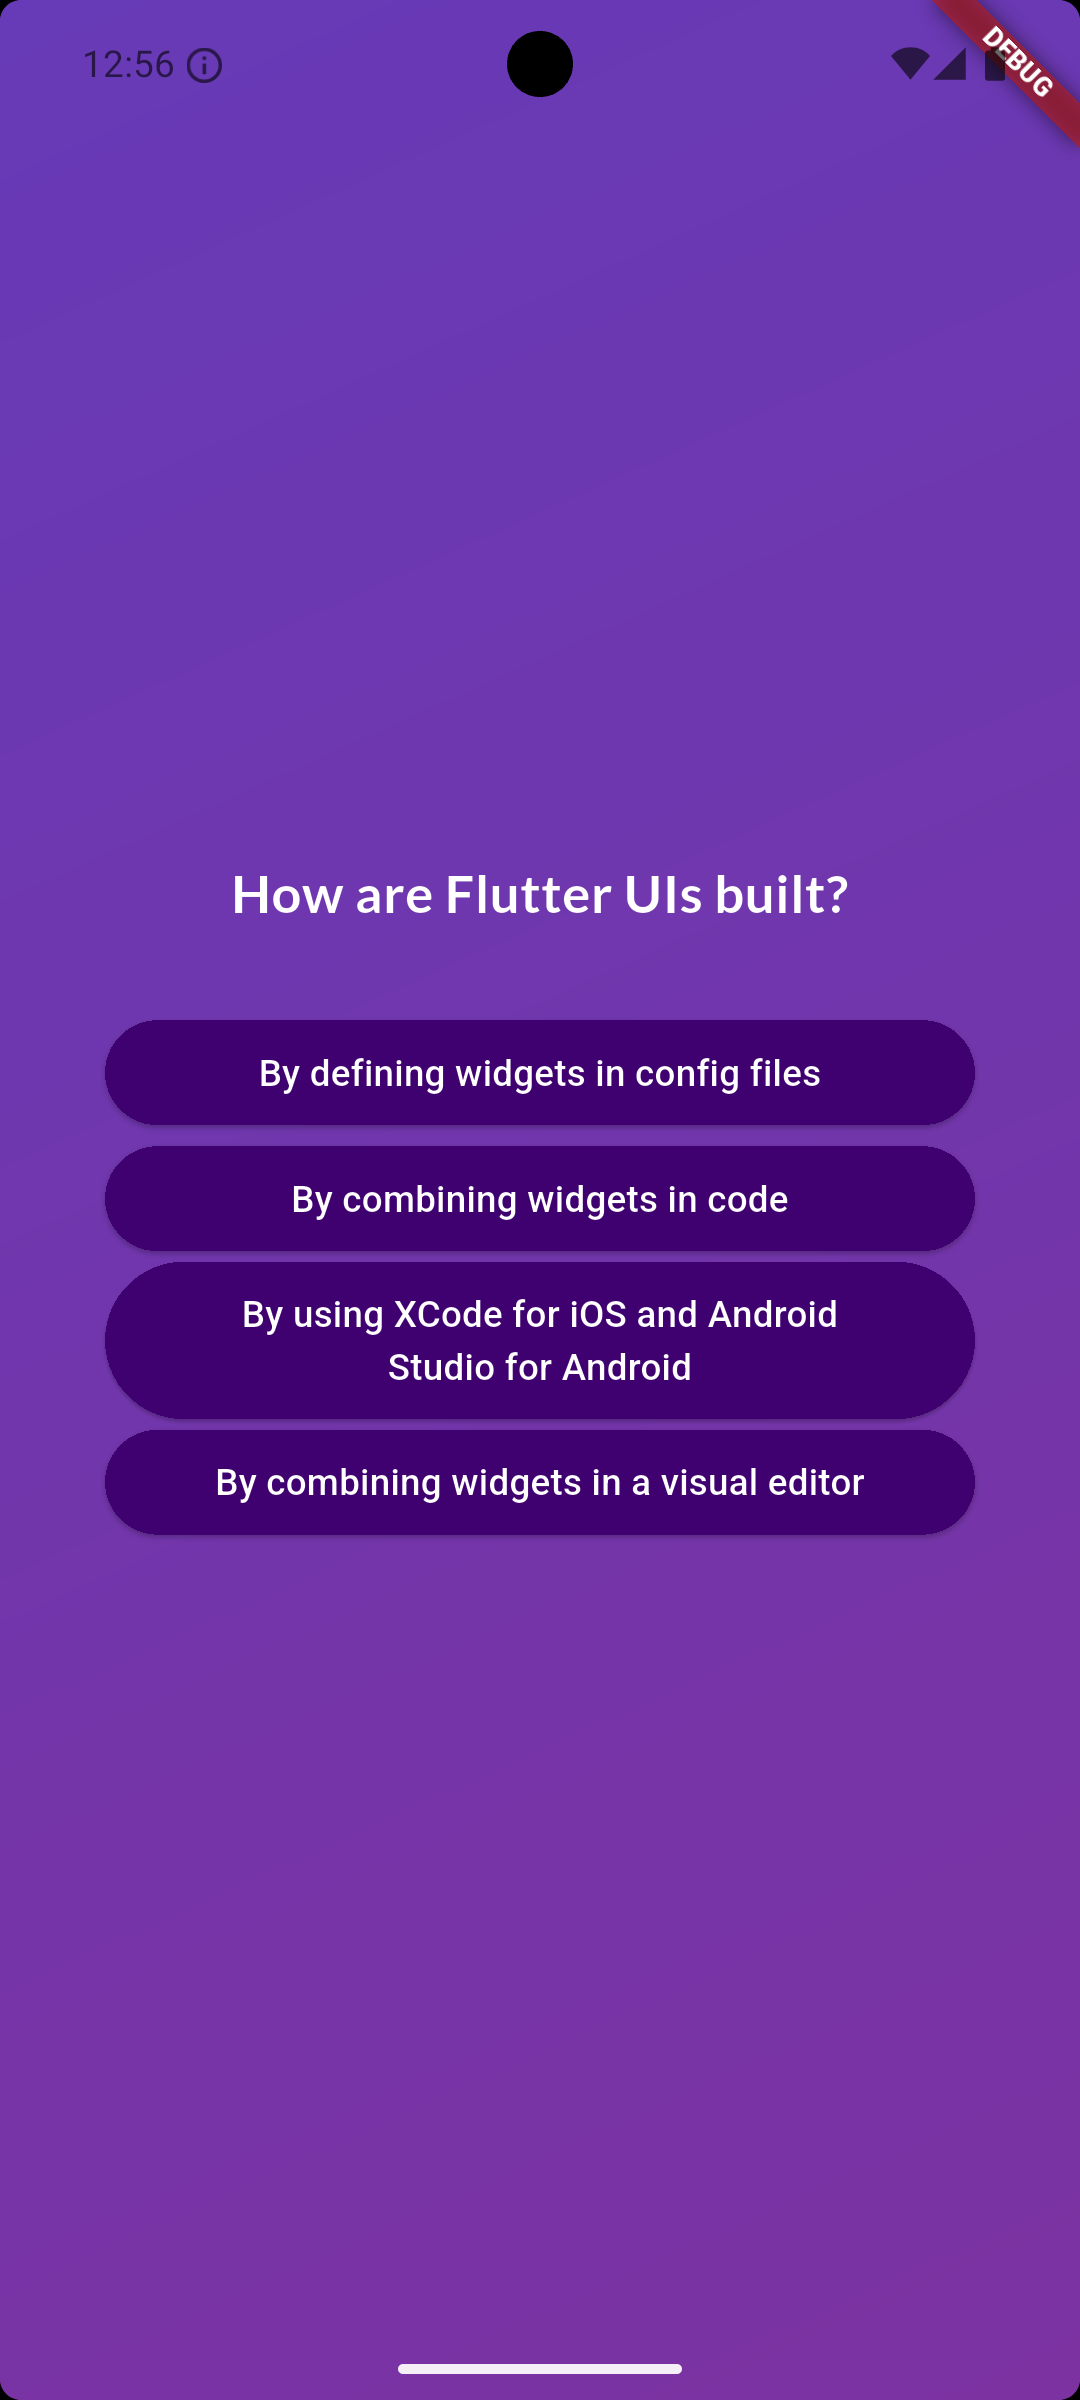 12:56
DEBUG
How are Flutter UIs built?
By defining widgets in config files
By combining widgets in code
By using XCode for iOS and Android
Studio for Android
By combining widgets in a visual editor